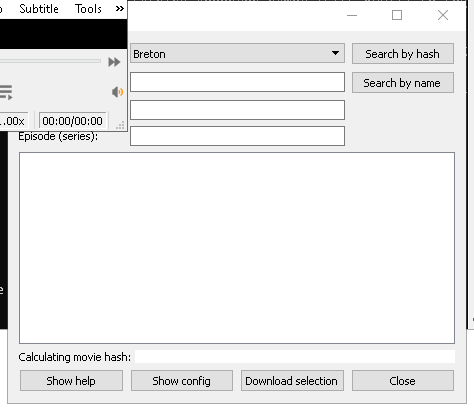 Subtitle Tools »
Breton
Search by hash
Search by name
.00x 00:00/00:00
Episode (series):
Calculating movie hash:
Show help Show config Download selection Close